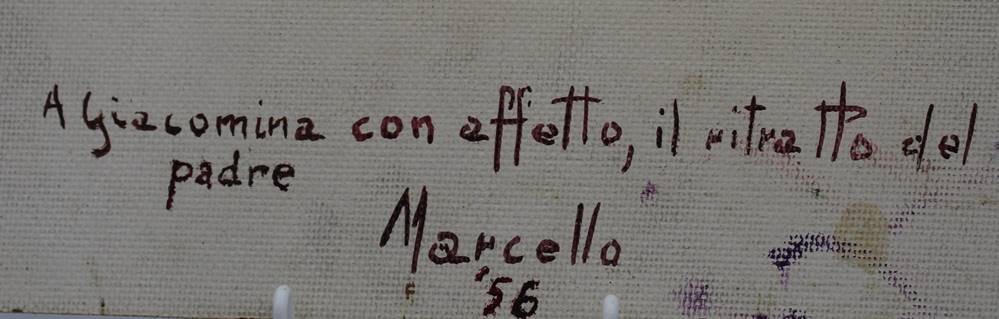 A Giacomina con affetto, il ritratto del
padre
Marcello
'56